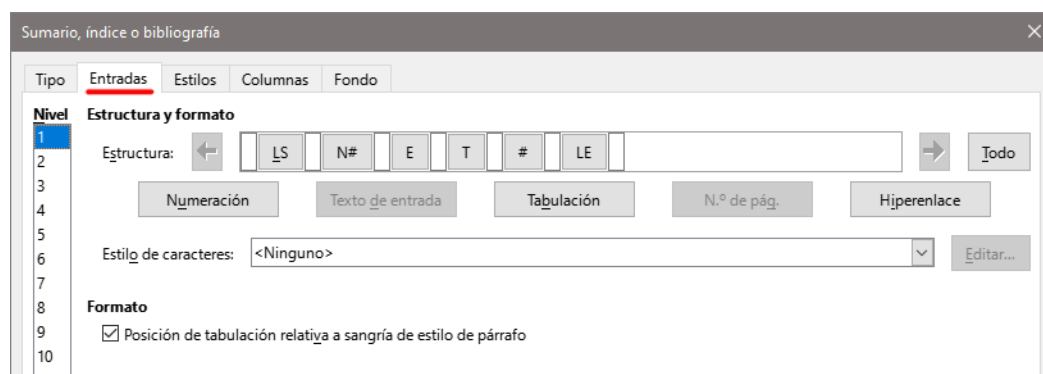 Sumario, índice o bibliografía
Tipo Entradas Estilos Columnas Fondo
Nivel Estructura y formato
1
Estructura: LS N# E T # LE Todo
2
3
Numeración Texto de entrada Tabulación N.º de pág. Hiperenlace
4
5
Estilo de caracteres: <Ninguno> Editar...
6
7
8 Formato
9 Posición de tabulación relativa a sangría de estilo de párrafo
10